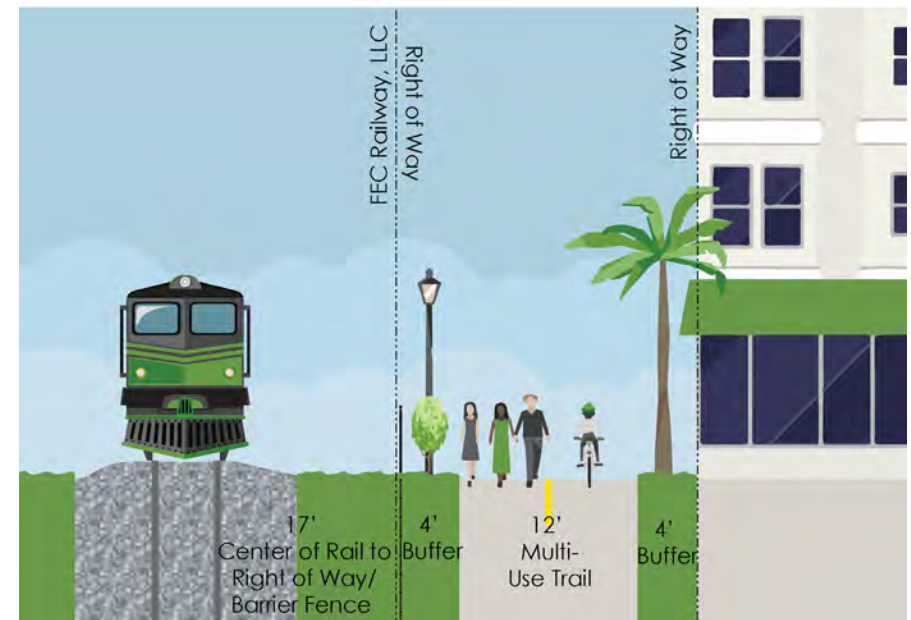 FEC Railway, LLC
Right of Way
Right of Way
17'
Center of Rail to
Right of Way/
Barrier Fence
4'
Buffer
12'
Multi-
Use Trail
4'
Buffer